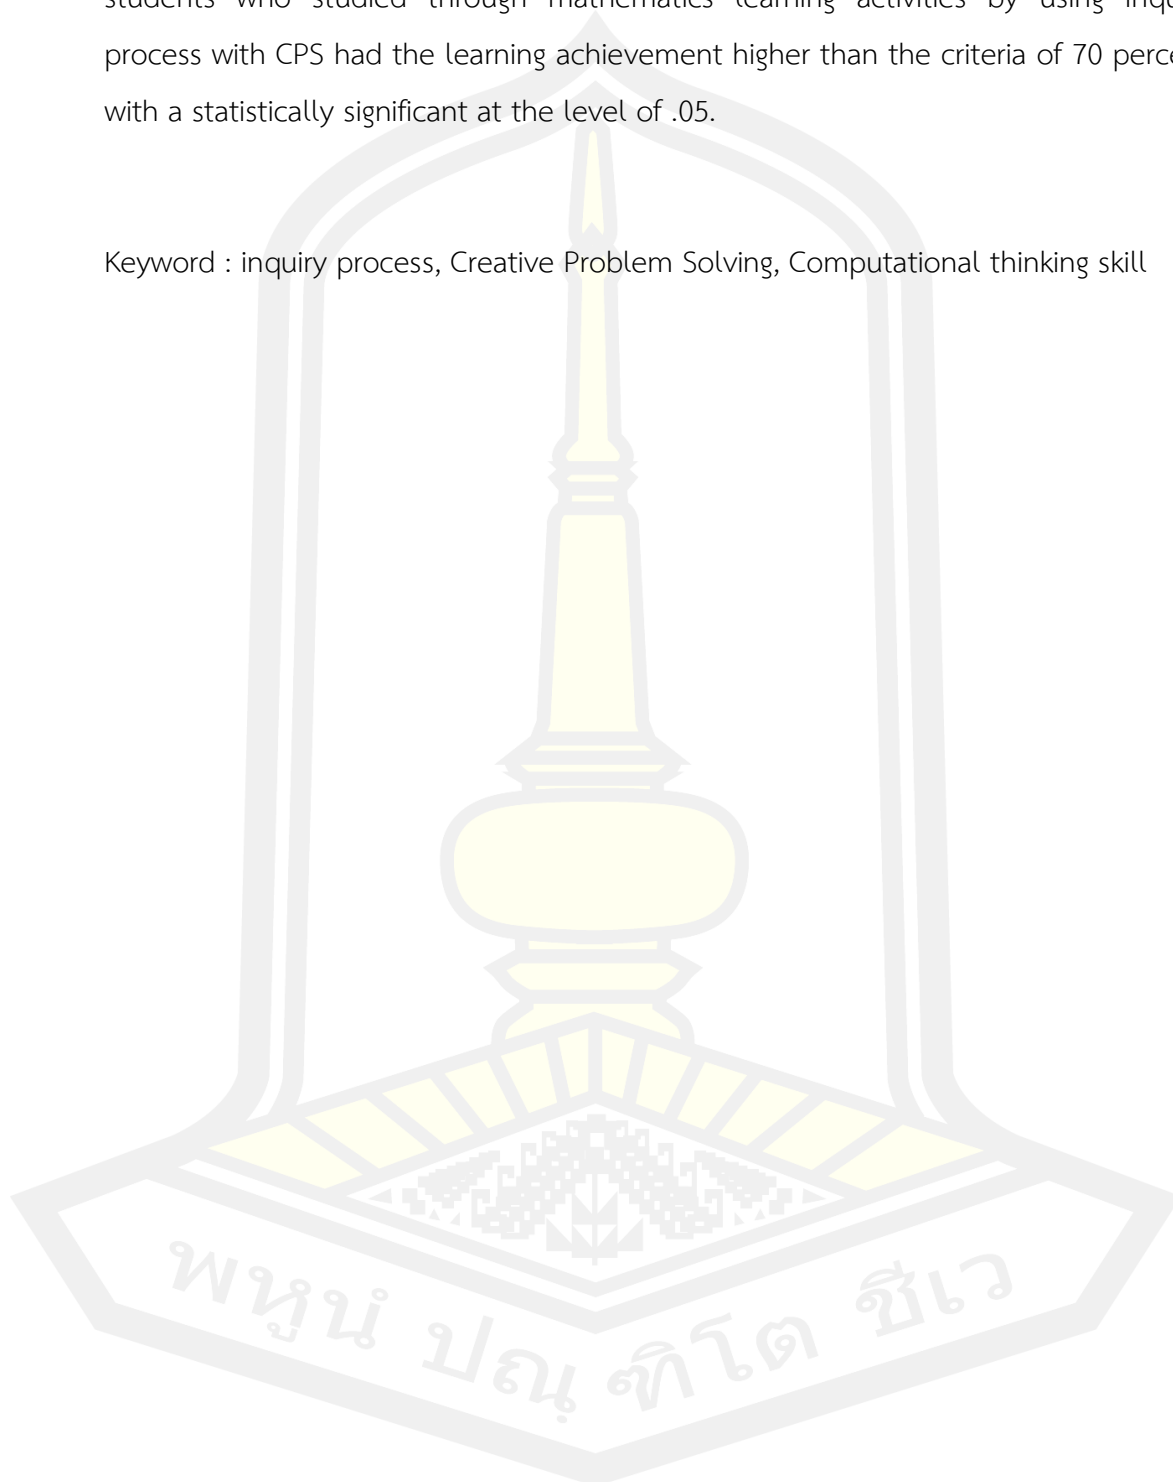 students who studied through mathematics learning activities by using
process with CPS had the learning achievement higher than the criteria of 70
with a statistically significant at the level of .05.
Keyword : inquiry process, Creative Problem Solving, Computational thinking skill
พหูนํ ปณฺฑิโต ชีเว